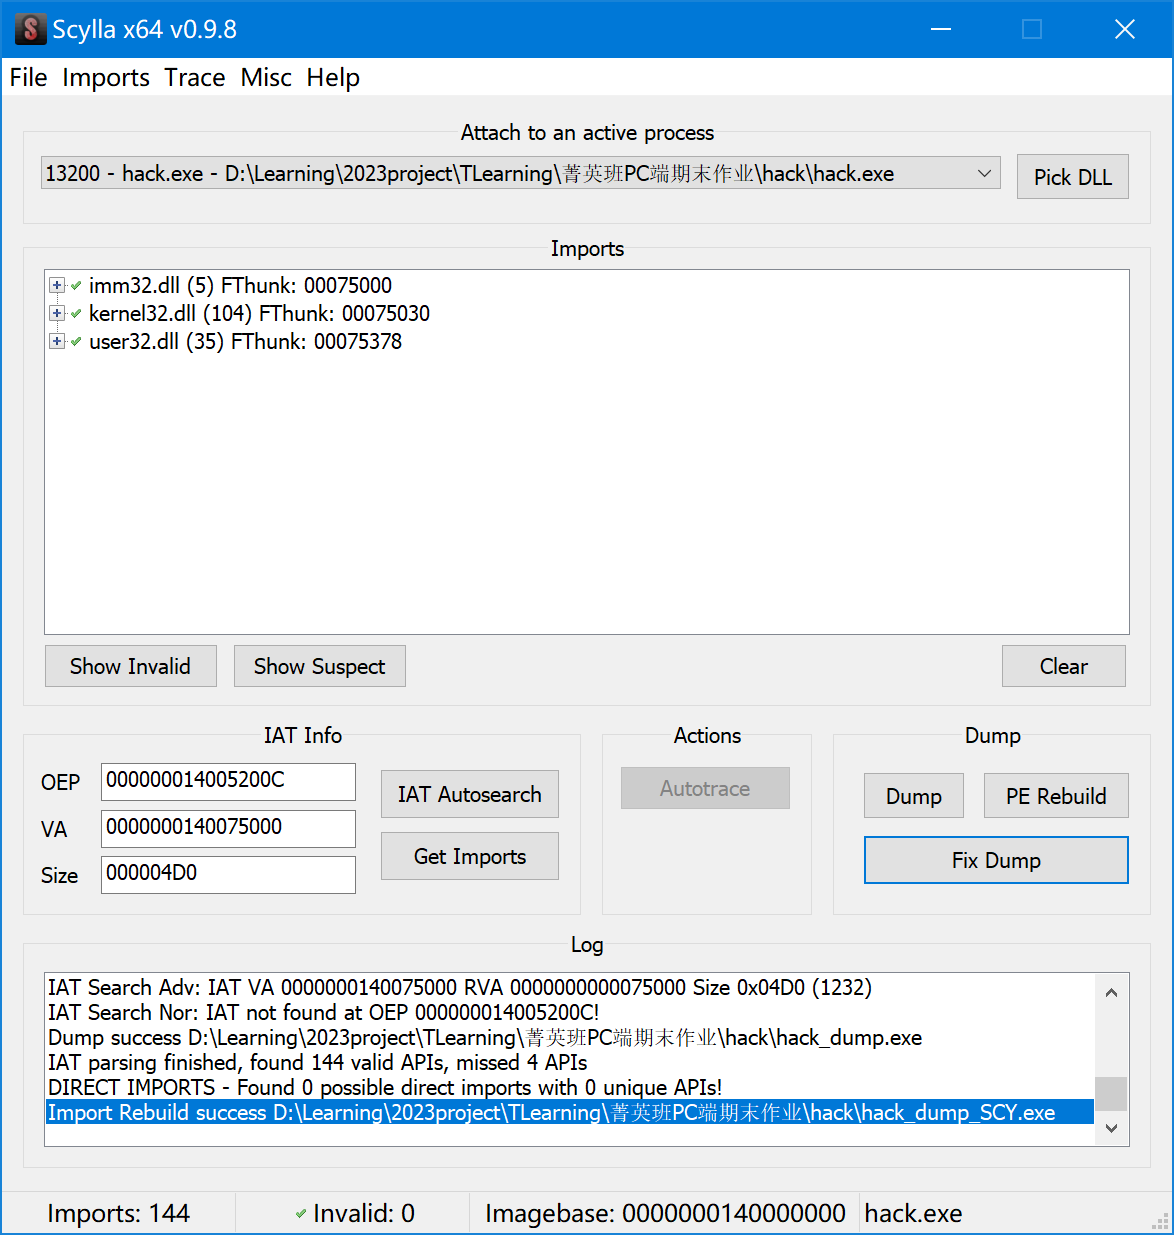 Scylla x64 v0.9.8
File Imports Trace Misc Help
Attach to an active process
13200 - hack.exe - D:\Learning\2023project\TLearning\菁英班PC端期末作业\hack\hack.exe
Pick DLL
Imports
imm32.dll (5) FThunk: 00075000
kernel32.dll (104) FThunk: 00075030
user32.dll (35) FThunk: 00075378
Show Invalid
Show Suspect
Clear
IAT Info
OEP 000000014005200C
VA 0000000140075000
Size 000004D0
IAT Autosearch
Get Imports
Actions
Autotrace
Dump
Dump
PE Rebuild
Fix Dump
Log
IAT Search Adv: IAT VA 0000000140075000 RVA 0000000000075000 Size 0x04D0 (1232)
IAT Search Nor: IAT not found at OEP 000000014005200C!
Dump success D:\Learning\2023project\TLearning\菁英班PC端期末作业\hack\hack_dump.exe
IAT parsing finished, found 144 valid APIs, missed 4 APIs
DIRECT IMPORTS - Found 0 possible direct imports with 0 unique APIs!
Import Rebuild success D:\Learning\2023project\TLearning\菁英班PC端期末作业\hack\hack_dump_SCY.exe
Imports: 144
Invalid: 0
Imagebase: 0000000140000000
hack.exe